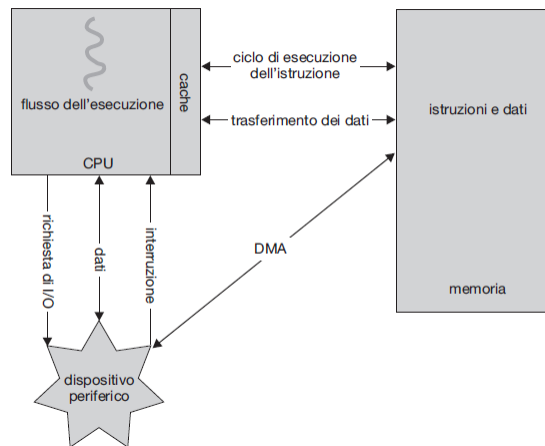 flusso dell'esecuzione
cache
CPU
ciclo di esecuzione
dell'istruzione
trasferimento dei dati
istruzioni e dati
memoria
richiesta di I/O
dati
interruzione
DMA
dispositivo
periferico